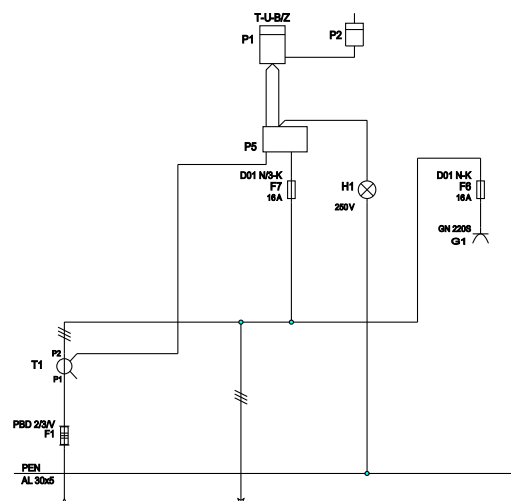 T-U-B/Z
P1
P2
P5
D01 N/3-K
F7
16A
H1
250V
D01 N-K
F6
16A
GN 220S
G1
P2
T1
P1
PBD 2/3/V
F1
PEN
AL 30x5